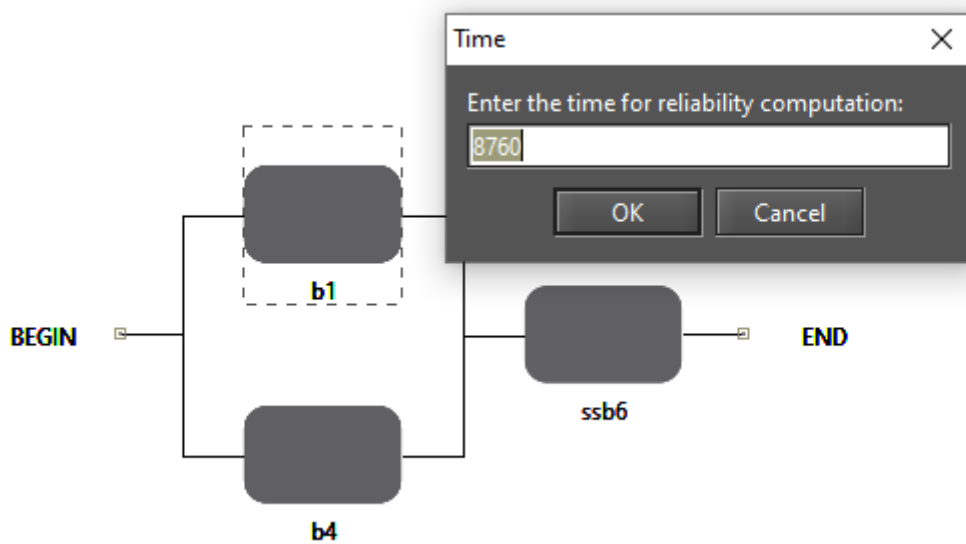 Time
Enter the time for reliability computation:
8760
OK Cancel
b1
BEGIN
END
ssb6
b4